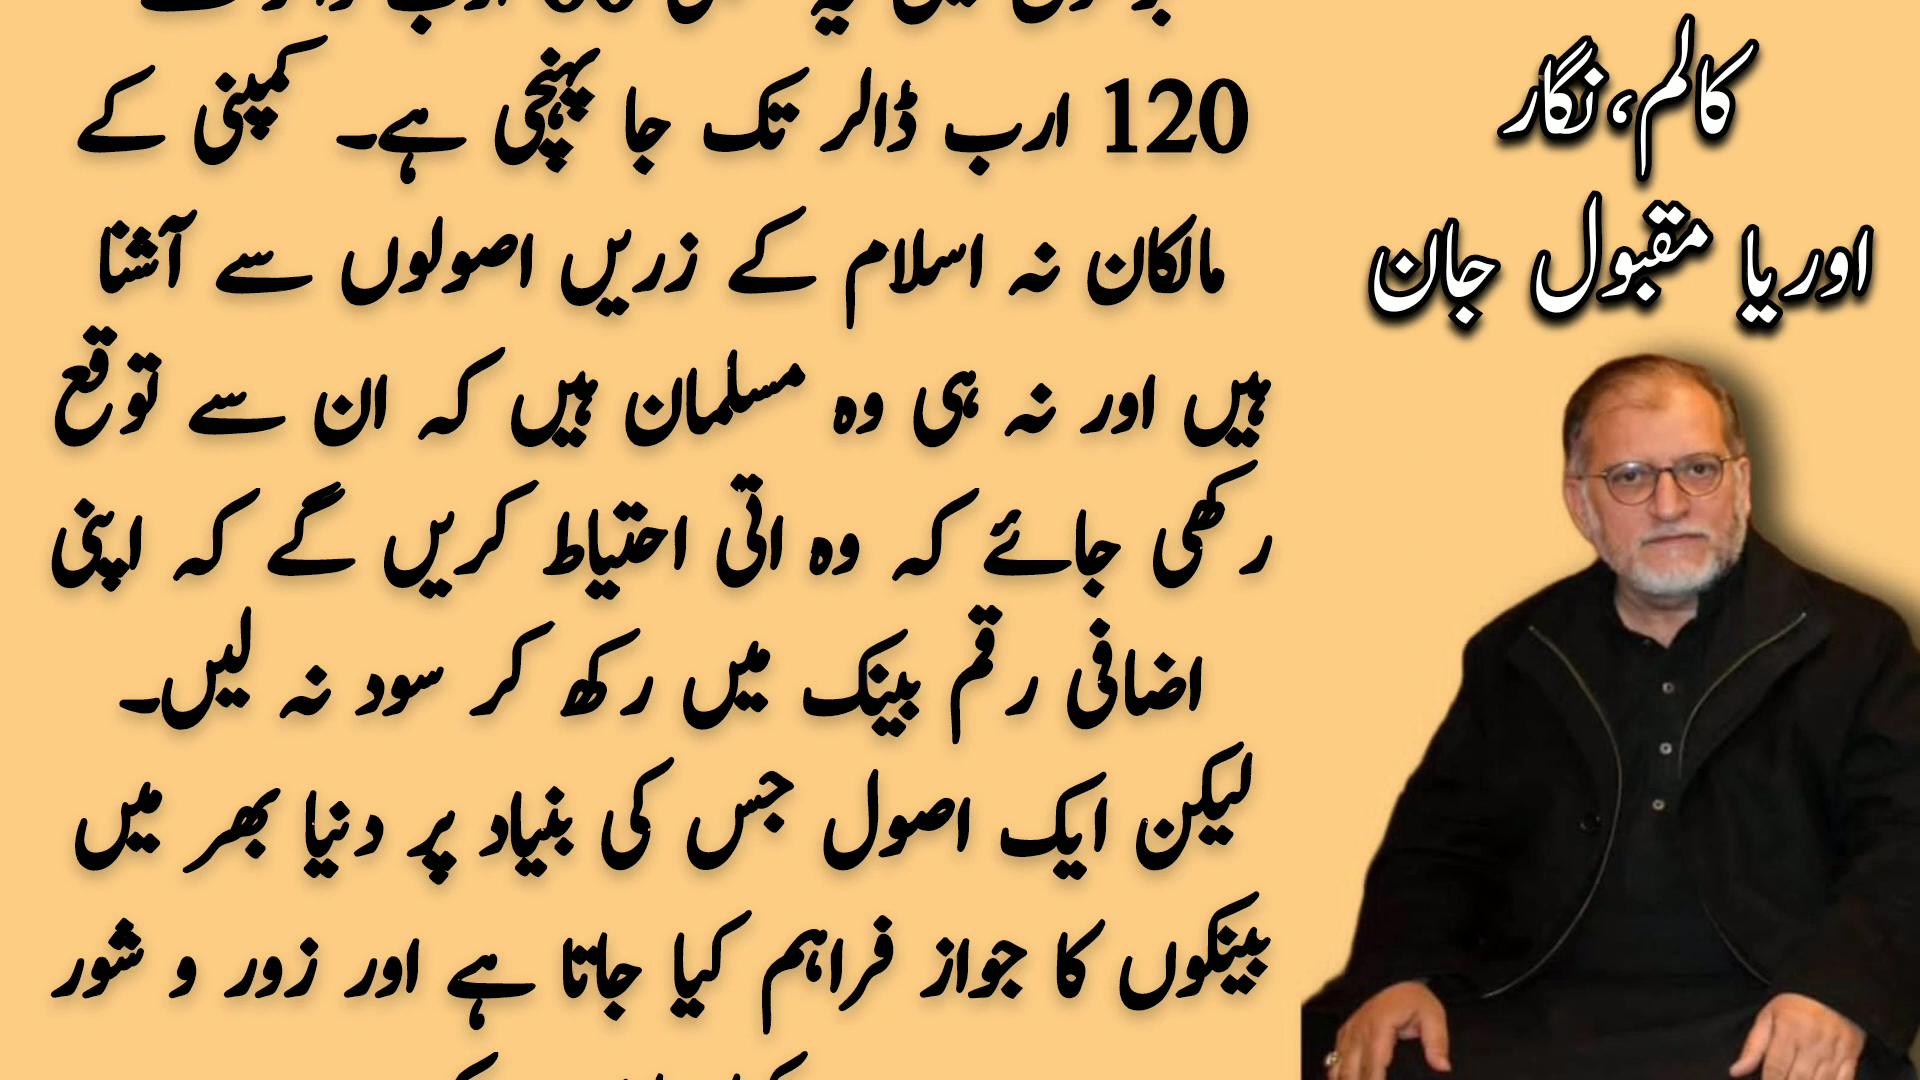 120 ارب ڈالر تک جا پہنچی ہے۔ کمپنی کے
مالکان نہ اسلام کے زریں اصولوں سے آشنا
ہیں اور نہ ہی وہ مسلمان ہیں کہ ان سے توقع
رکھی جائے کہ وہ اتی احتیاط کریں گے کہ اپنی
اضافی رقم بینک میں رکھ کر سود نہ لیں۔
لیکن ایک اصول جس کی بنیاد پر دنیا بھر میں
بینکوں کا جواز فراہم کیا جاتا ہے اور زور و شور
کالم،نگار
اوریا مقبول جان